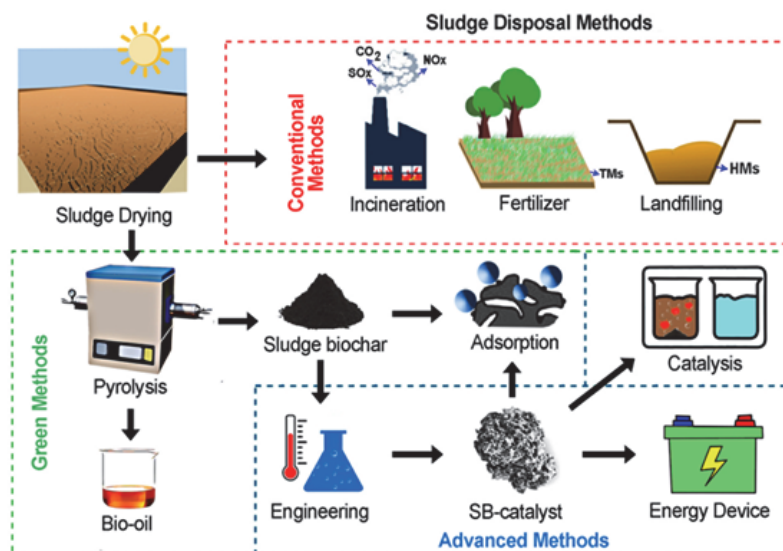 Sludge Disposal Methods
CO2
NOx
SOx
Conventional
Methods
TMs
HMs
Incineration
Fertilizer
Landfilling
Sludge Drying
Green Methods
Pyrolysis
Sludge biochar
Adsorption
Catalysis
Bio-oil
Engineering
SB-catalyst
Energy Device
Advanced Methods